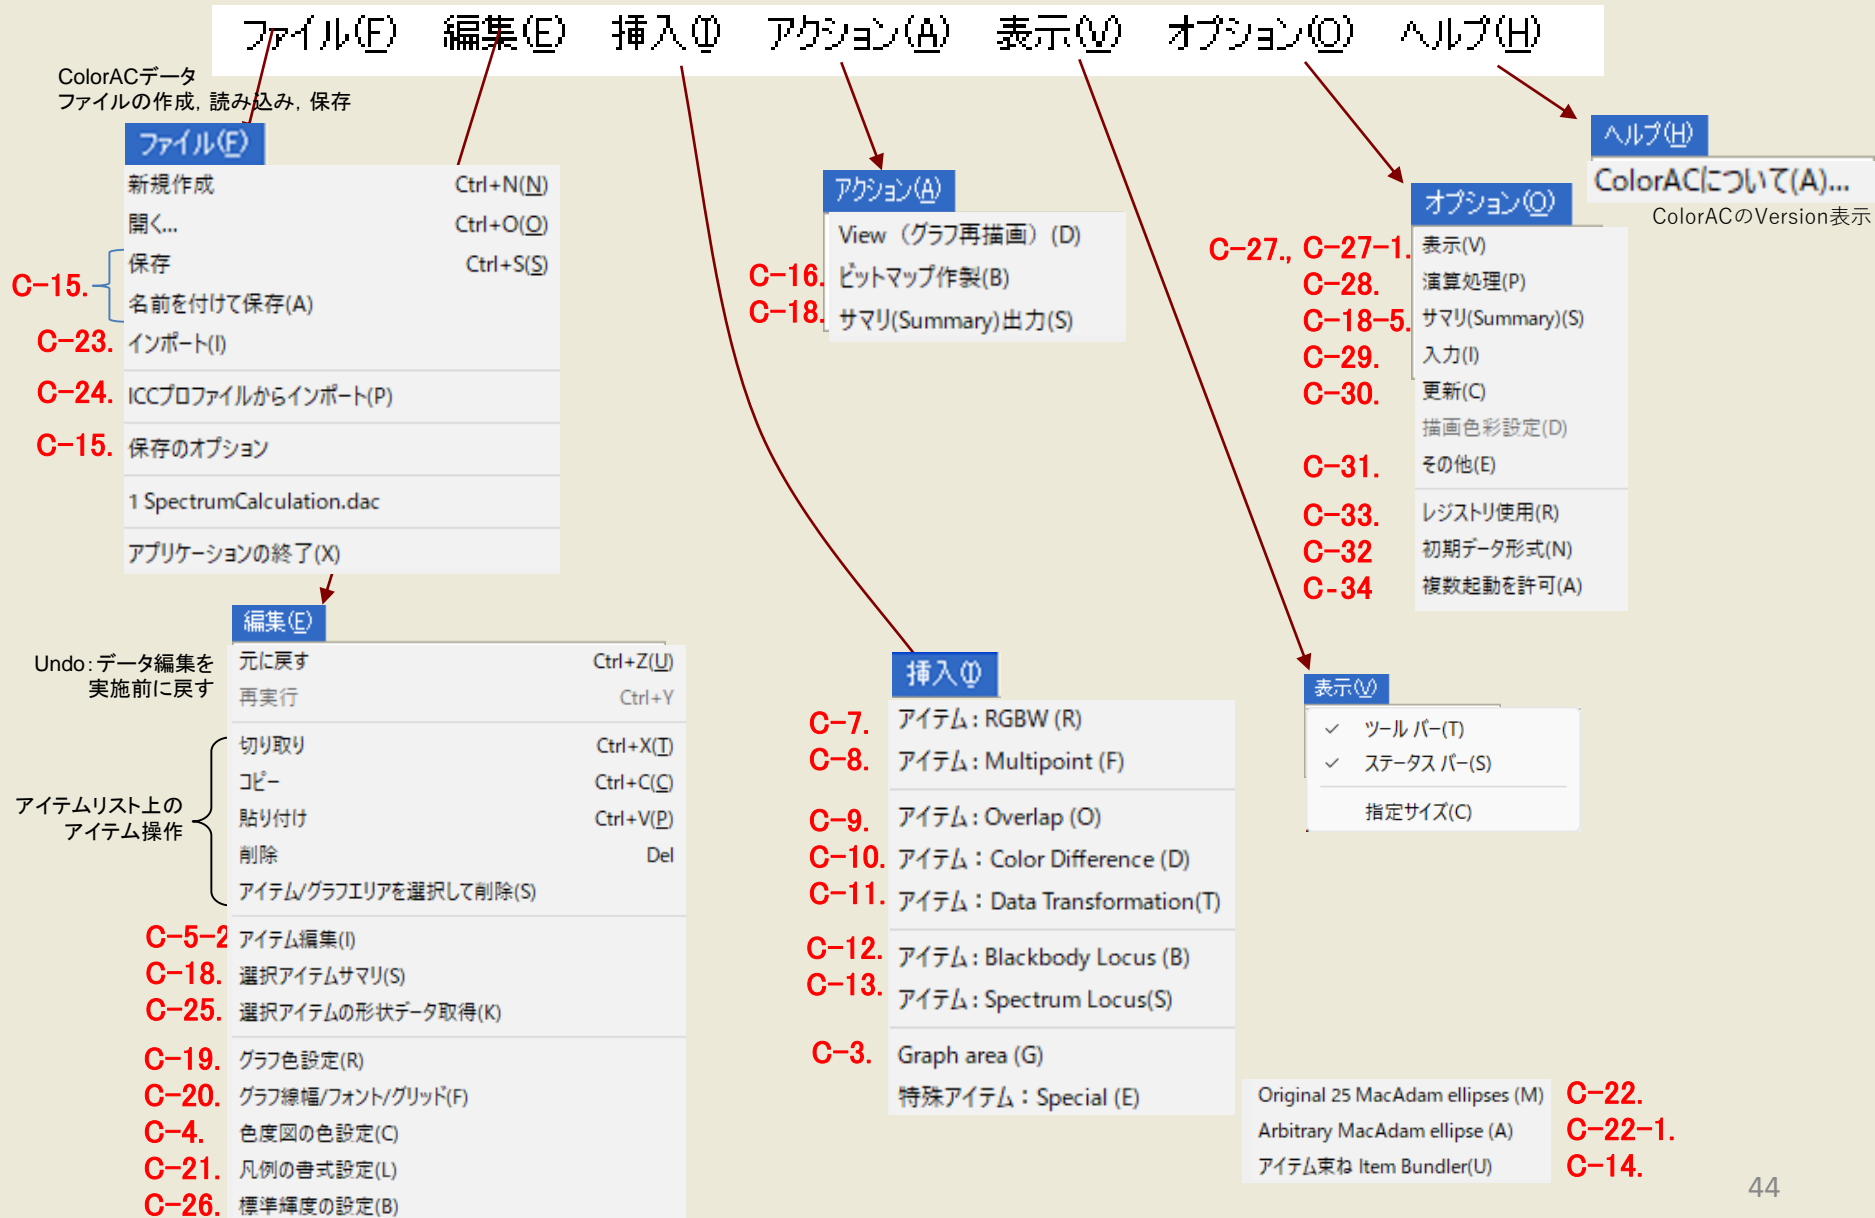 ファイル(F) 編集(E) 挿入(I) アクション(A) 表示(V) オプション(O) ヘルプ(H)
ColorACデータ
ファイルの作成, 読み込み, 保存
ファイル(F)
新規作成 Ctrl+N(N)
開く... Ctrl+O(O)
保存 Ctrl+S(S)
C-15.
名前を付けて保存(A)
C-23. インポート(I)
C-24. ICCプロファイルからインポート(P)
C-15. 保存のオプション
1 SpectrumCalculation.dac
アプリケーションの終了(X)
編集(E)
Undo:データ編集を
実施前に戻す
元に戻す Ctrl+Z(U)
再実行 Ctrl+Y
アイテムリスト上の
アイテム操作
切り取り Ctrl+X(T)
コピー Ctrl+C(C)
貼り付け Ctrl+V(P)
削除 Del
アイテム/グラフエリアを選択して削除(S)
C-5-2 アイテム編集(I)
C-18. 選択アイテムサマリ(S)
C-25. 選択アイテムの形状データ取得(K)
C-19. グラフ色設定(R)
C-20. グラフ線幅/フォント/グリッド(F)
C-4. 色度図の色設定(C)
C-21. 凡例の書式設定(L)
C-26. 標準輝度の設定(B)
アクション(A)
View（グラフ再描画）(D)
C-16. ビットマップ作製(B)
C-18. サマリ(Summary)出力(S)
挿入(I)
C-7. アイテム: RGBW (R)
C-8. アイテム: Multipoint (F)
C-9. アイテム: Overlap (O)
C-10. アイテム：Color Difference (D)
C-11. アイテム：Data Transformation(T)
C-12. アイテム: Blackbody Locus (B)
C-13. アイテム: Spectrum Locus(S)
C-3. Graph area (G)
特殊アイテム：Special (E)
Original 25 MacAdam ellipses (M) C-22.
Arbitrary MacAdam ellipse (A) C-22-1.
アイテム束ね Item Bundler(U) C-14.
表示(V)
✓ ツール バー(T)
✓ ステータス バー(S)
指定サイズ(C)
オプション(O)
C-27., C-27-1. 表示(V)
C-28. 演算処理(P)
C-18-5. サマリ(Summary)(S)
C-29. 入力(I)
C-30. 更新(C)
描画色彩設定(D)
C-31. その他(E)
C-33. レジストリ使用(R)
C-32 初期データ形式(N)
C-34 複数起動を許可(A)
ヘルプ(H)
ColorACについて(A)...
ColorACのVersion表示
44